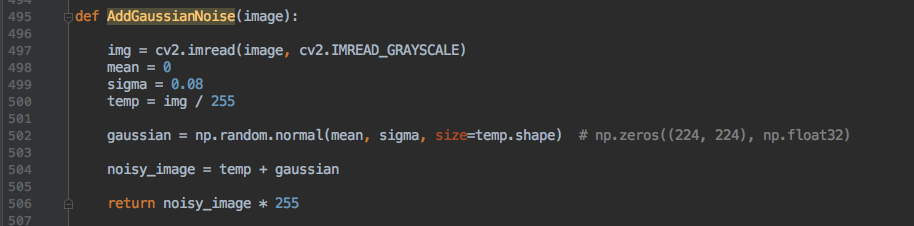 494
495 def AddGaussianNoise(image):
496
497 img = cv2.imread(image, cv2.IMREAD_GRAYSCALE)
498 mean = 0
499 sigma = 0.08
500 temp = img / 255
501
502 gaussian = np.random.normal(mean, sigma, size=temp.shape)  # np.zeros((224, 224), np.float32)
503
504 noisy_image = temp + gaussian
505
506 return noisy_image * 255
507